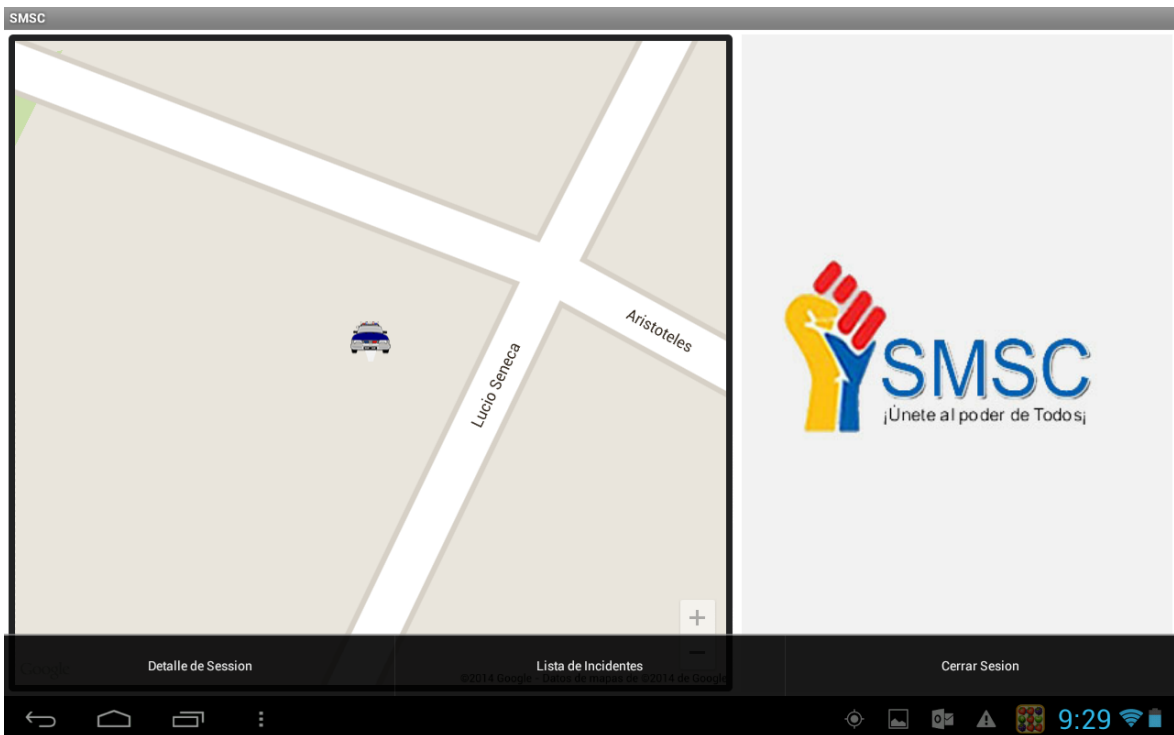 SMSC
Aristoteles
Lucio Seneca
SMSC
¡Únete al poder de Todos¡
+
−
Google
©2014 Google - Datos de mapas de ©2014 de Google
Detalle de Session
Lista de Incidentes
Cerrar Sesion
9:29